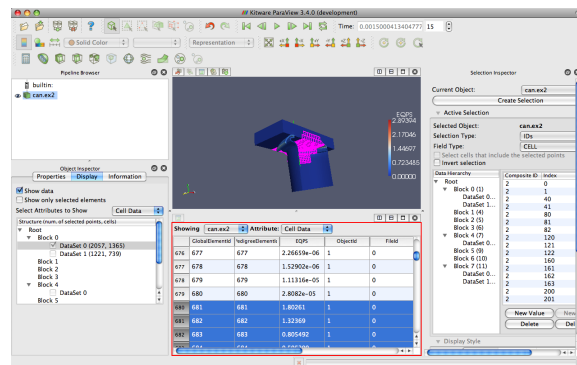 Kitware ParaView 3.4.0 (development)
Time: 0.0015000413404777 15
Solid Color
Representation
Pipeline Browser
builtin:
can.ex2
Object Inspector
Properties Display Information
Show data
Show only selected elements
Select Attributes to Show Cell Data
Structure (num. of selected points, cells)
Root
Block 0
DataSet 0 (2057, 1365)
DataSet 1 (1221, 739)
Block 1
Block 2
Block 3
Block 4
DataSet 0
Block 5
EQPS
2.89394
2.17046
1.44697
0.723485
0.00000
Showing can.ex2 Attribute: Cell Data
GlobalElementId EQPS ObjectId Field
676 677 677 2.26659e-06 1 0
677 678 678 1.52902e-06 1 0
678 679 679 1.11316e-05 1 0
679 680 680 2.8082e-05 1 0
680 681 681 1.80261 1 0
681 682 682 1.32369 1 0
682 683 683 0.805492 1 0
Selection Inspector
Current Object: can.ex2
Create Selection
Active Selection
Selected Object: can.ex2
Selection Type: IDs
Field Type: CELL
Select cells that include the selected points
Invert selection
Data Hierarchy
Root
Block 0 (1)
DataSet 0...
DataSet 1...
Block 1 (4)
Block 2 (5)
Block 3 (6)
Block 4 (7)
DataSet 0...
Block 5 (9)
Block 6 (10)
Block 7 (11)
DataSet 0...
DataSet 1...
Composite ID Index
2 0
2 1
2 40
2 41
2 80
2 81
2 82
2 120
2 121
2 122
2 160
2 161
2 162
2 163
2 200
2 201
New Value New
Delete Del
Display Style